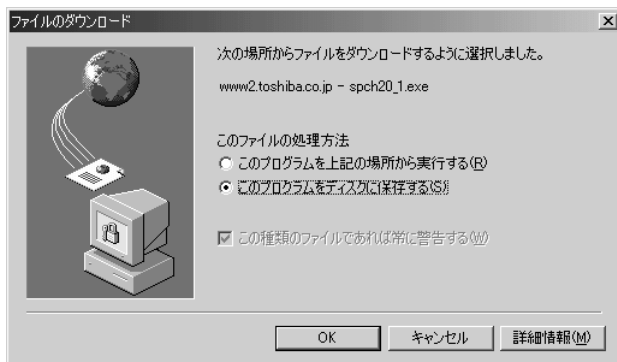 ファイルのダウンロード
次の場所からファイルをダウンロードするように選択しました。
www2.toshiba.co.jp - spch20_1.exe
このファイルの処理方法
このプログラムを上記の場所から実行する(R)
このプログラムをディスクに保存する(S)
この種類のファイルであれば常に警告する(W)
OK
キャンセル
詳細情報(M)